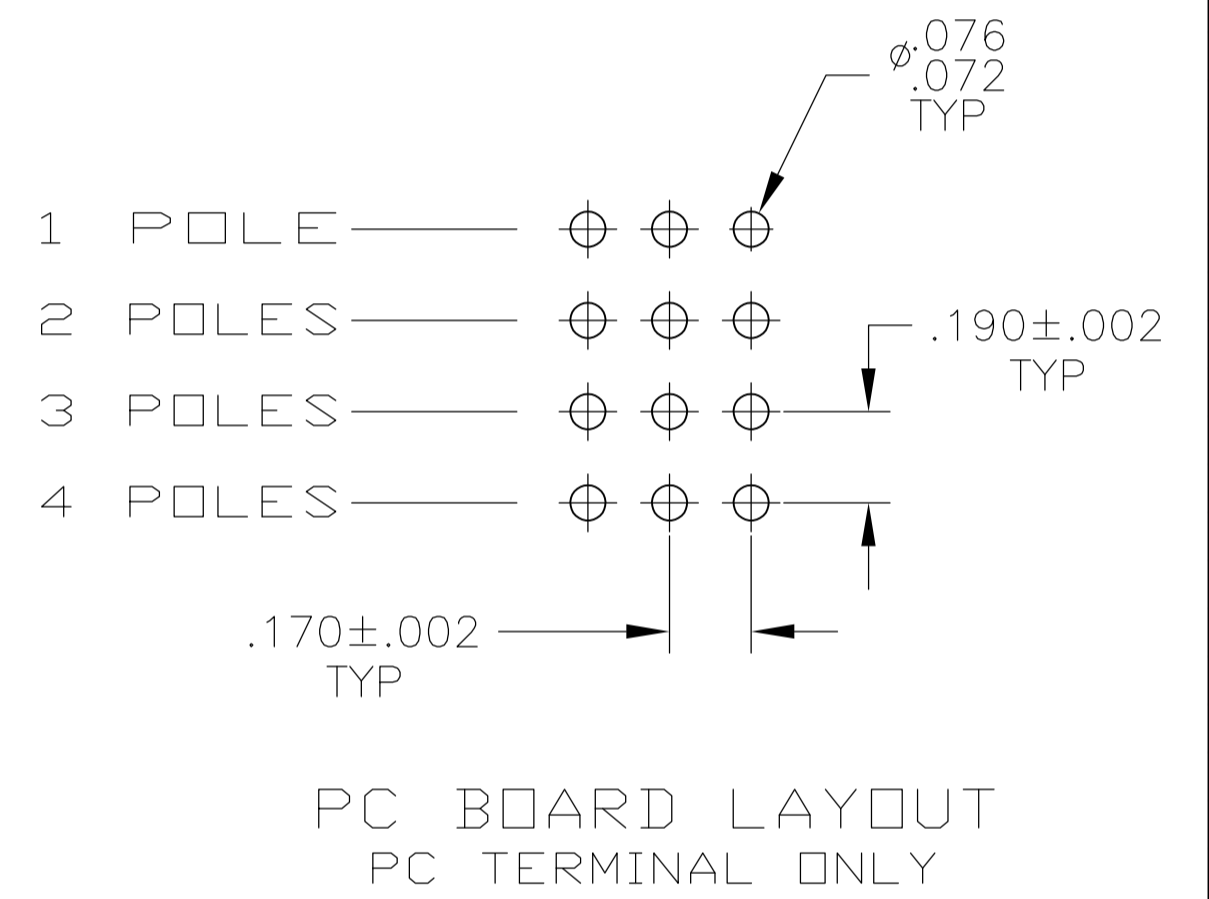 ⌀.076
.072
TYP
1 POLE
2 POLES
.190±.002
TYP
3 POLES
4 POLES
.170±.002
TYP
PC BOARD LAYOUT
PC TERMINAL ONLY